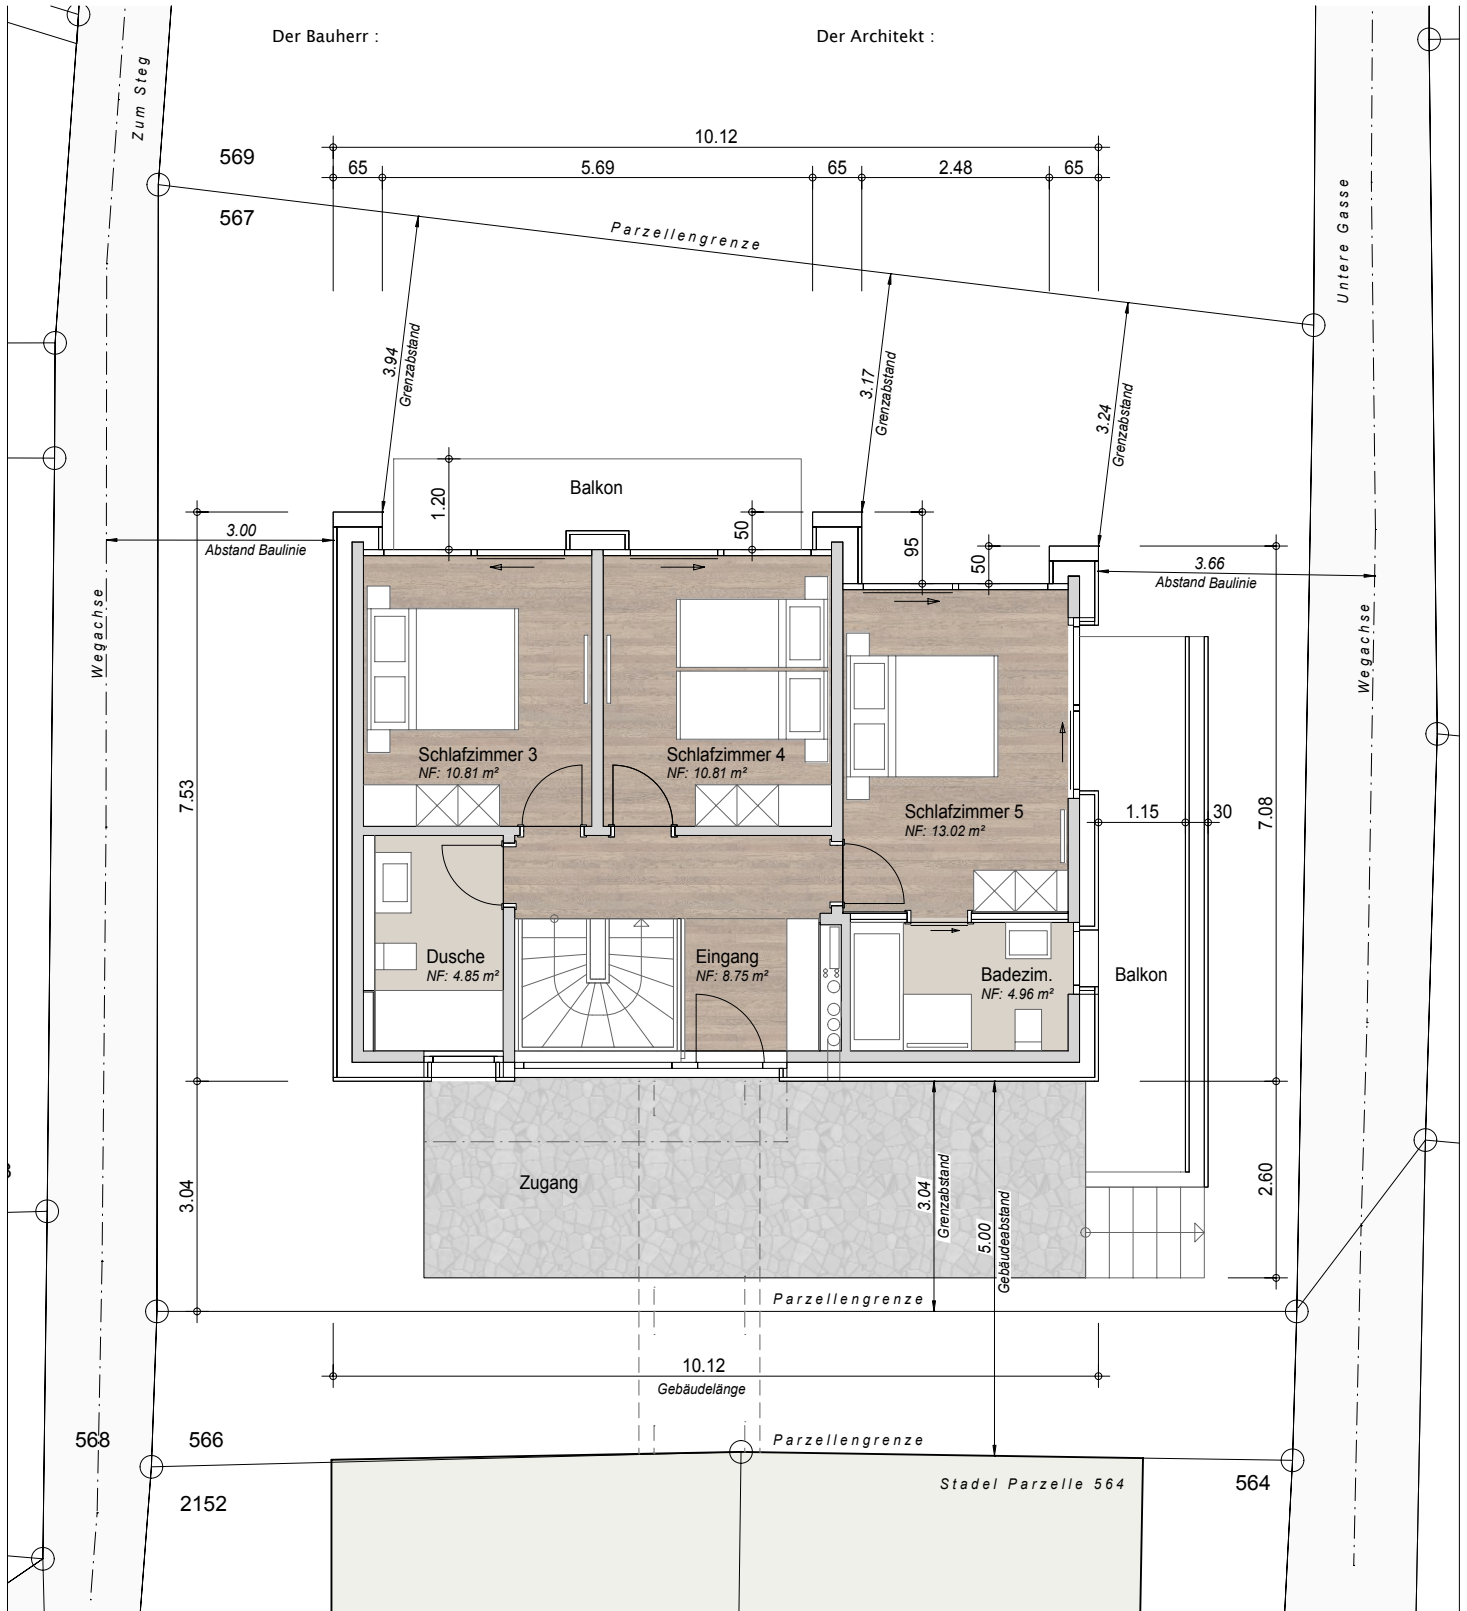 Der Bauherr :
Der Architekt :
Zum Steg
10.12
569
65
5.69
65
2.48
65
567
Parzellengrenze
Untere Gasse
3.94
Grenzabstand
3.17
Grenzabstand
3.24
Grenzabstand
1.20
Balkon
50
3.00
Abstand Baulinie
95
50
3.66
Abstand Baulinie
Wegachse
Wegachse
Schlafzimmer 3
NF: 10.81 m²
Schlafzimmer 4
NF: 10.81 m²
7.53
Schlafzimmer 5
NF: 13.02 m²
1.15
30
7.08
Dusche
NF: 4.85 m²
Eingang
NF: 8.75 m²
Badezim.
NF: 4.96 m²
Balkon
Zugang
3.04
3.04
Grenzabstand
5.00
Gebäudeabstand
2.60
Parzellengrenze
10.12
Gebäudelänge
568
566
Parzellengrenze
Stadel Parzelle 564
564
2152